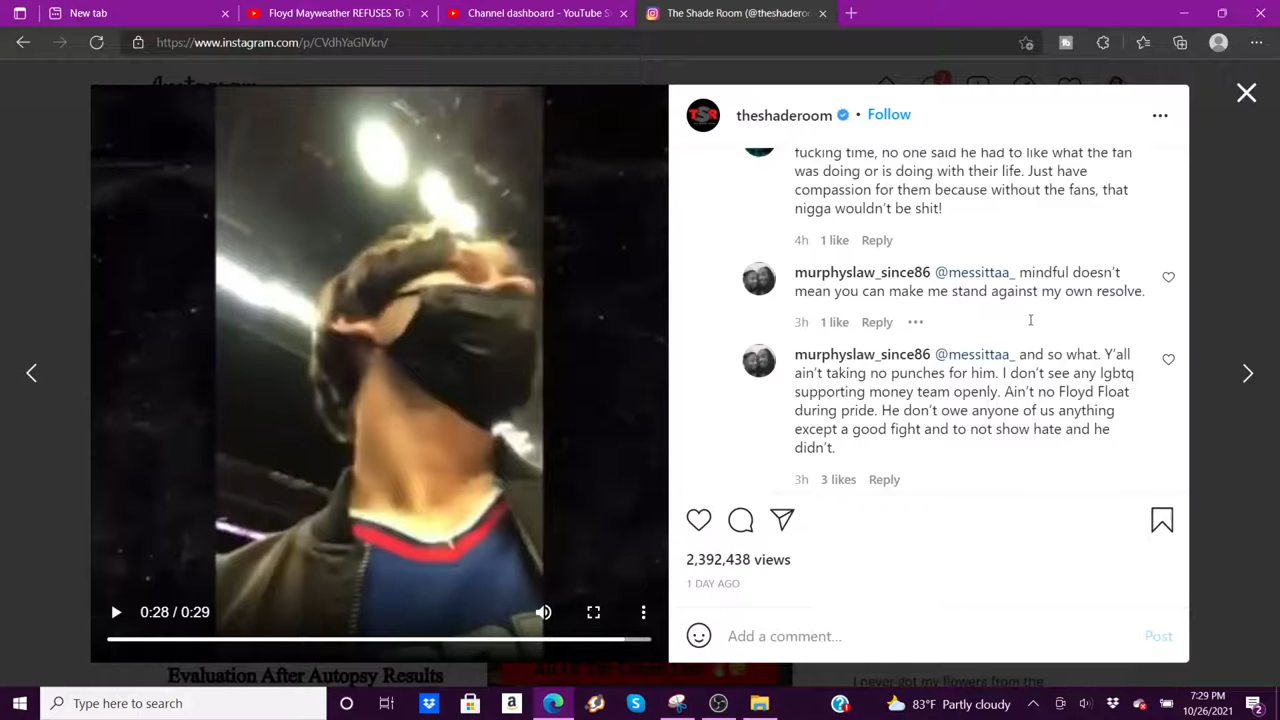 New tab
Floyd Mayweather REFUSES To T
Channel dashboard - YouTube S
The Shade Room (@theshaderoo
https://www.instagram.com/p/CVdhYaGlVkn/
TSR
theshaderoom • Follow
fucking time, no one said he had to like what the fan
was doing or is doing with their life. Just have
compassion for them because without the fans, that
nigga wouldn't be shit!
4h 1 like Reply
murphyslaw_since86 @messittaa_ mindful doesn't
mean you can make me stand against my own resolve.
3h 1 like Reply
murphyslaw_since86 @messittaa_ and so what. Y'all
ain't taking no punches for him. I don't see any lgbtq
supporting money team openly. Ain't no Floyd Float
during pride. He don't owe anyone of us anything
except a good fight and to not show hate and he
didn't.
3h 3 likes Reply
2,392,438 views
1 DAY AGO
0:28 / 0:29
Add a comment... Post
Evaluation After Autopsy Results
I never got my flowers from the
Type here to search
83°F Partly cloudy
7:29 PM
10/26/2021
2